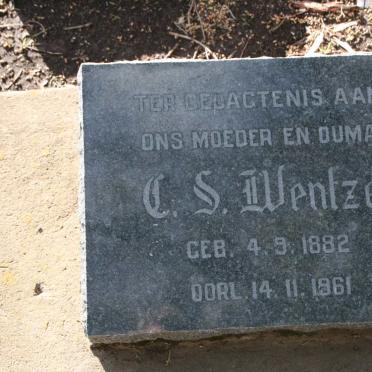 TER GEDACTENIS AAN
ONS MOEDER EN OUMA
C. S. Wentze
GEB. 4. 9. 1882
OORL. 14. 11. 1961